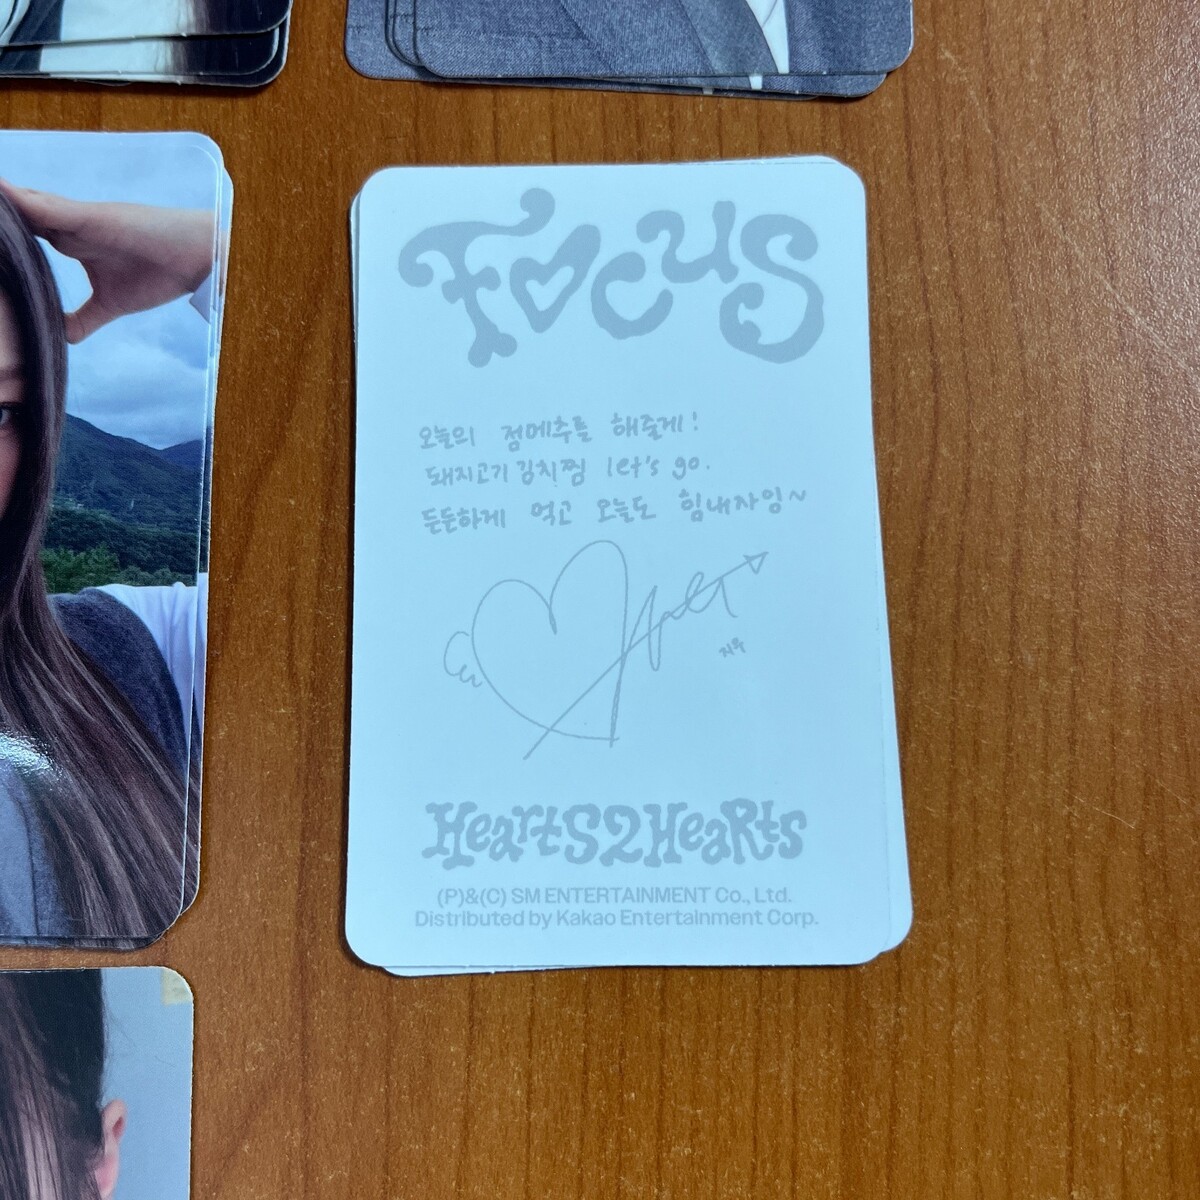 Focus
오늘의 점메추를 해줄게!
돼지고기 김치찜 let's go.
든든하게 먹고 오늘도 힘내자잉~
지우
HeartS2HeaRts
(P)&(C) SM ENTERTAINMENT Co., Ltd.
Distributed by Kakao Entertainment Corp.